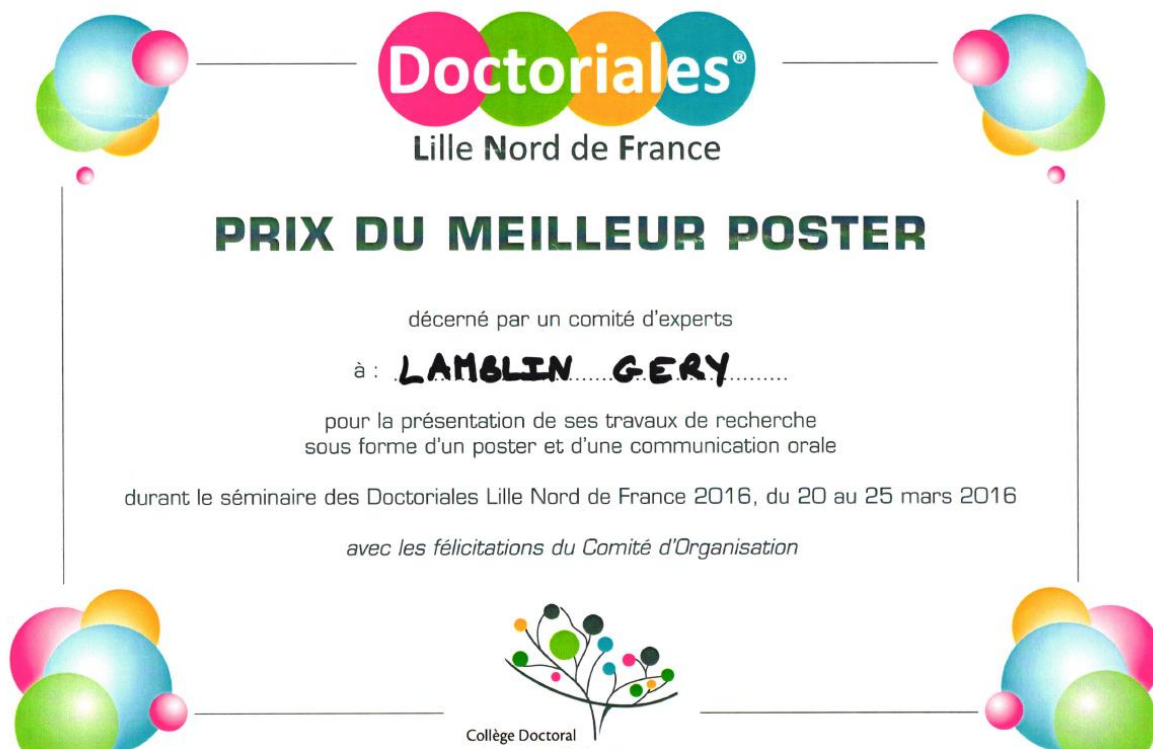 Doctoriales®
Lille Nord de France
PRIX DU MEILLEUR POSTER
décerné par un comité d'experts
à : LAMBLIN GERY
pour la présentation de ses travaux de recherche
sous forme d'un poster et d'une communication orale
durant le séminaire des Doctoriales Lille Nord de France 2016, du 20 au 25 mars 2016
avec les félicitations du Comité d'Organisation
Collège Doctoral